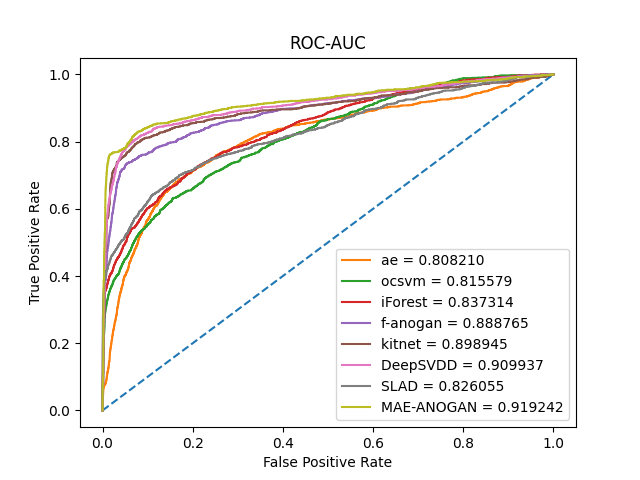 ROC-AUC
True Positive Rate
1.0
0.8
0.6
0.4
0.2
0.0
ae = 0.808210
ocsvm = 0.815579
iForest = 0.837314
f-anogan = 0.888765
kitnet = 0.898945
DeepSVDD = 0.909937
SLAD = 0.826055
MAE-ANOGAN = 0.919242
0.0 0.2 0.4 0.6 0.8 1.0
False Positive Rate